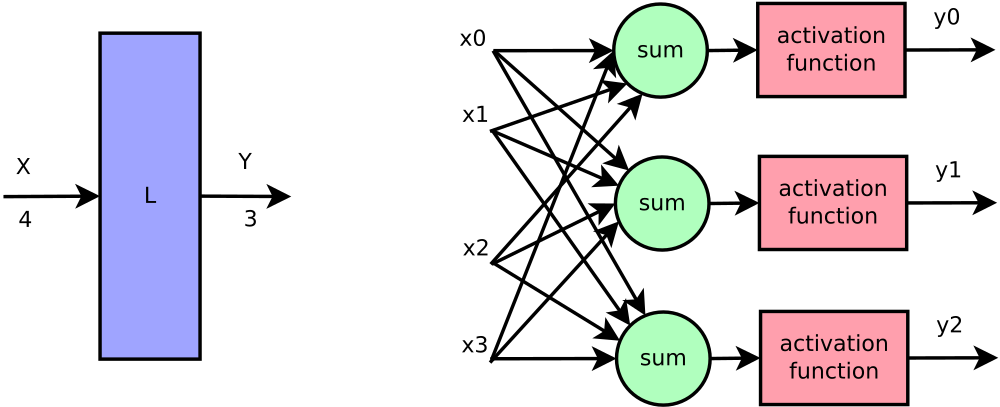 X
4
L
Y
3
x0
x1
x2
x3
sum
activation
function
y0
sum
activation
function
y1
sum
activation
function
y2